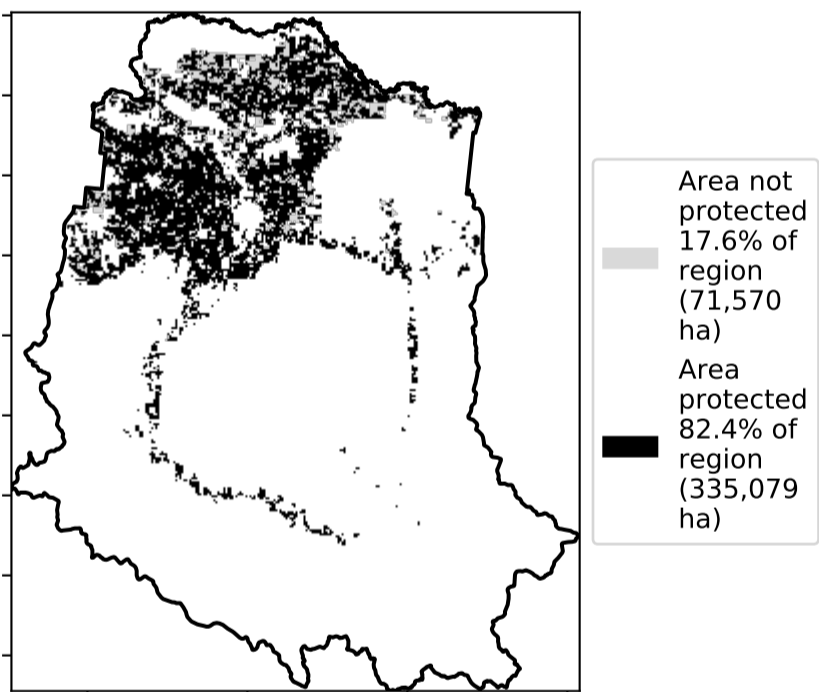 Area not
protected
17.6% of
region
(71,570
ha)
Area
protected
82.4% of
region
(335,079
ha)